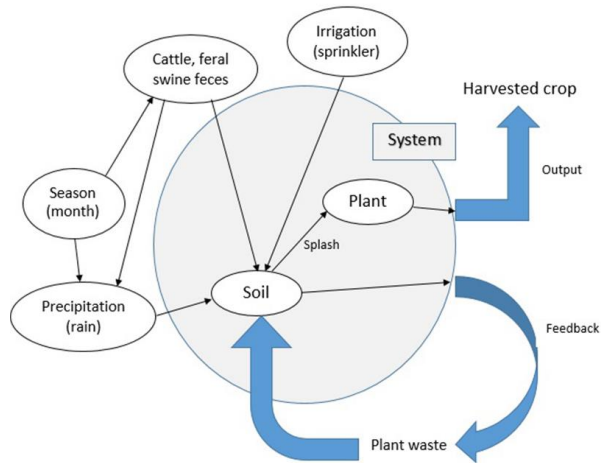 Irrigation
(sprinkler)
Cattle, feral
swine feces
Harvested crop
System
Output
Season
(month)
Plant
Splash
Soil
Precipitation
(rain)
Feedback
Plant waste